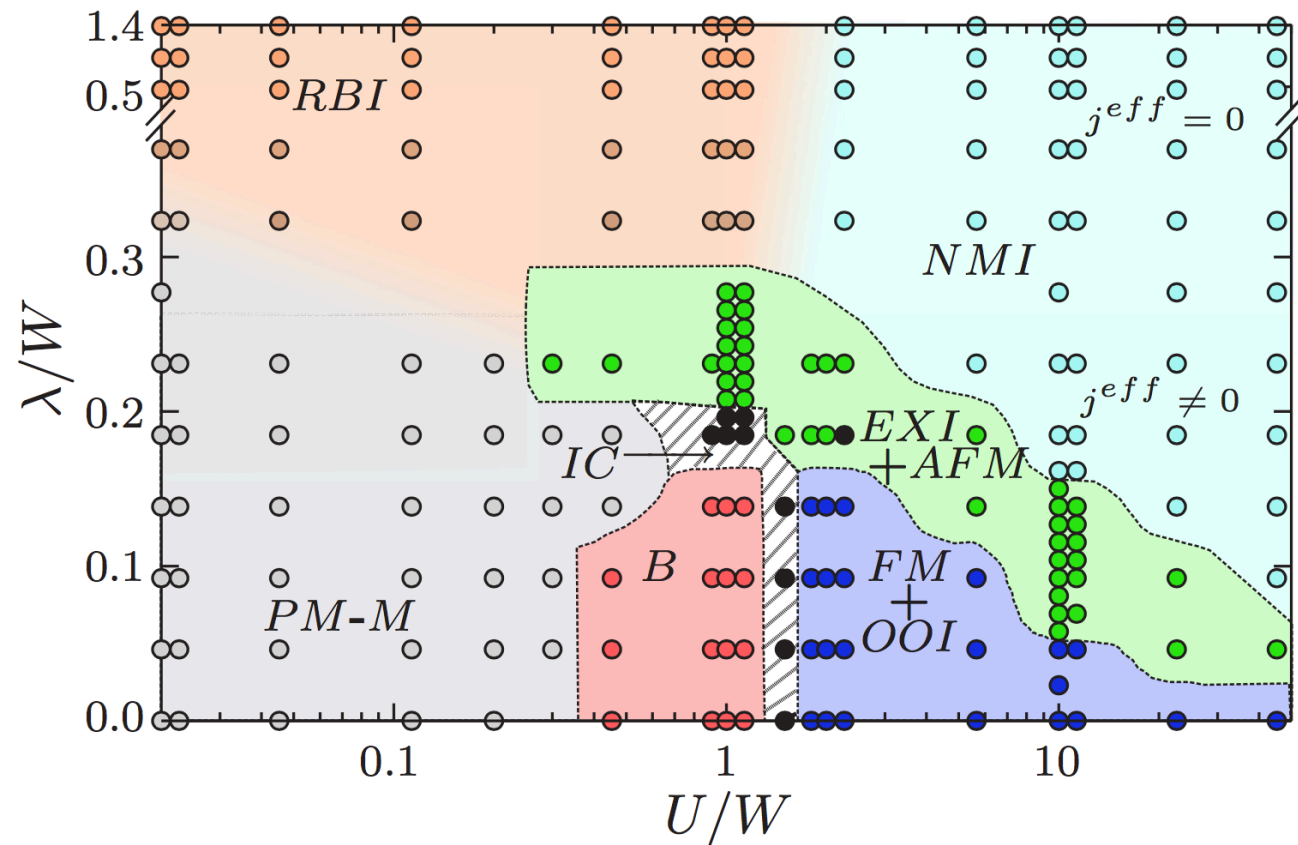 1.4
0.5
RBI
j^{eff} = 0
0.3
NMI
λ/W
0.2
j^{eff} ≠ 0
EXI
+AFM
IC
0.1
B
FM
+
OOI
PM-M
0.0
0.1
1
10
U/W